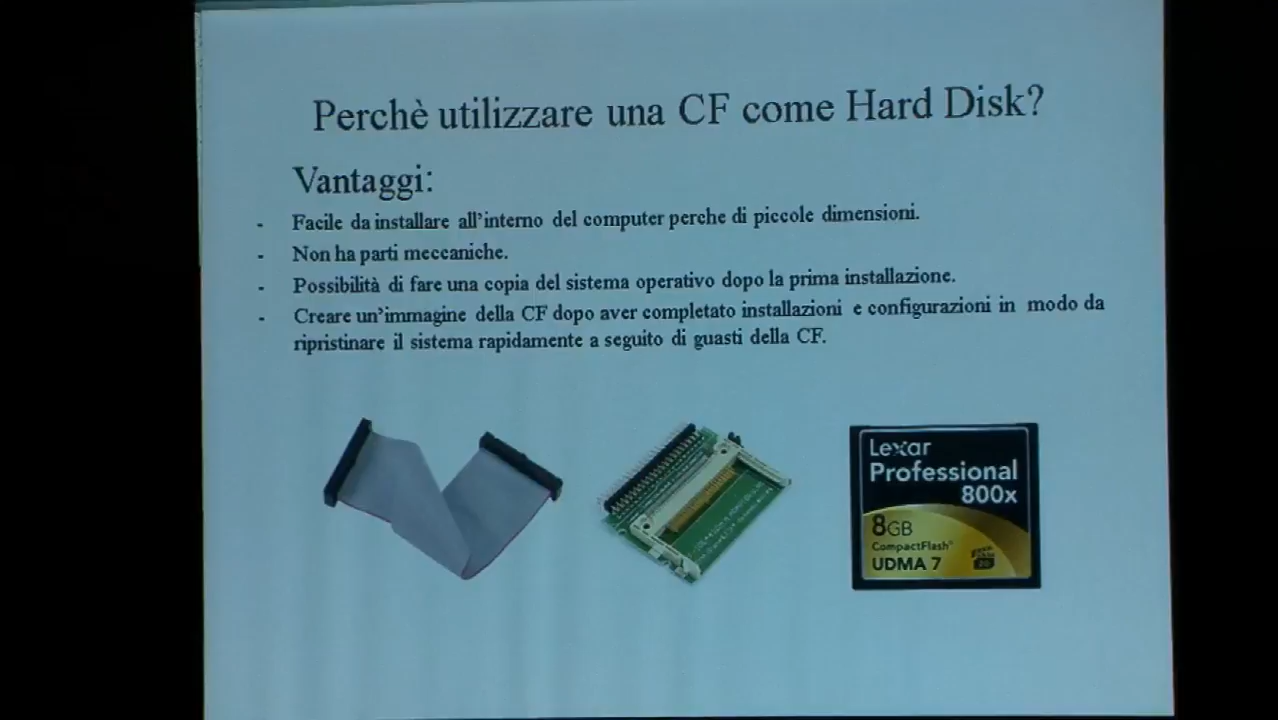 Perchè utilizzare una CF come Hard Disk?
Vantaggi:
- Facile da installare all'interno del computer perche di piccole dimensioni.
- Non ha parti meccaniche.
- Possibilità di fare una copia del sistema operativo dopo la prima installazione.
- Creare un'immagine della CF dopo aver completato installazioni e configurazioni in modo da
ripristinare il sistema rapidamente a seguito di guasti della CF.
Lexar
Professional
800x
8GB
CompactFlash®
UDMA 7